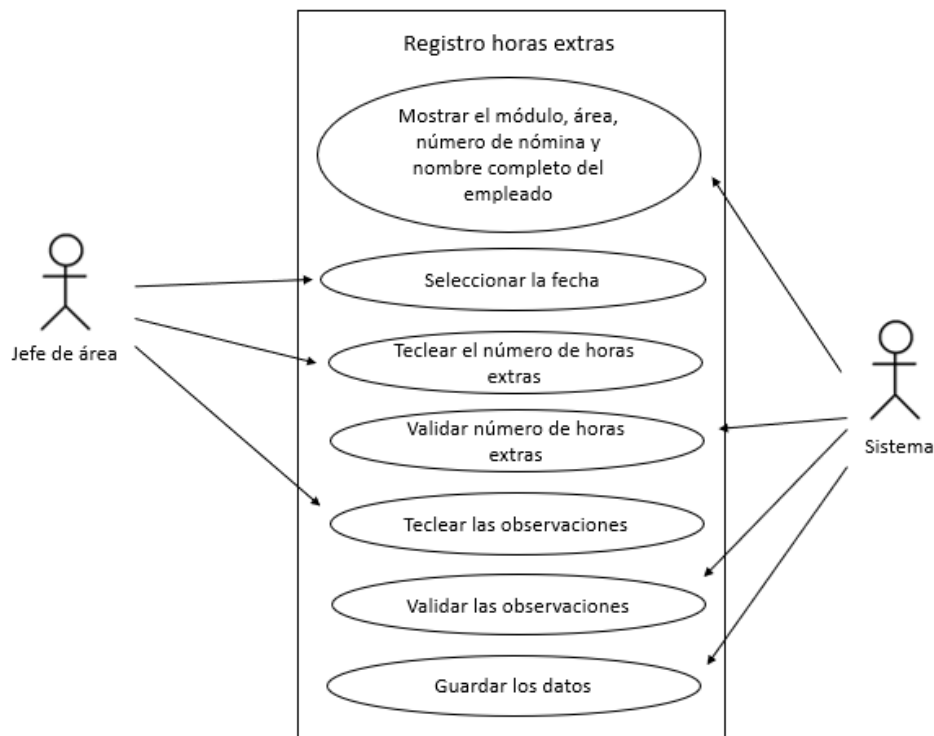 Registro horas extras
Mostrar el módulo, área,
número de nómina y
nombre completo del
empleado
Seleccionar la fecha
Jefe de área
Teclear el número de horas
extras
Validar número de horas
extras
Sistema
Teclear las observaciones
Validar las observaciones
Guardar los datos